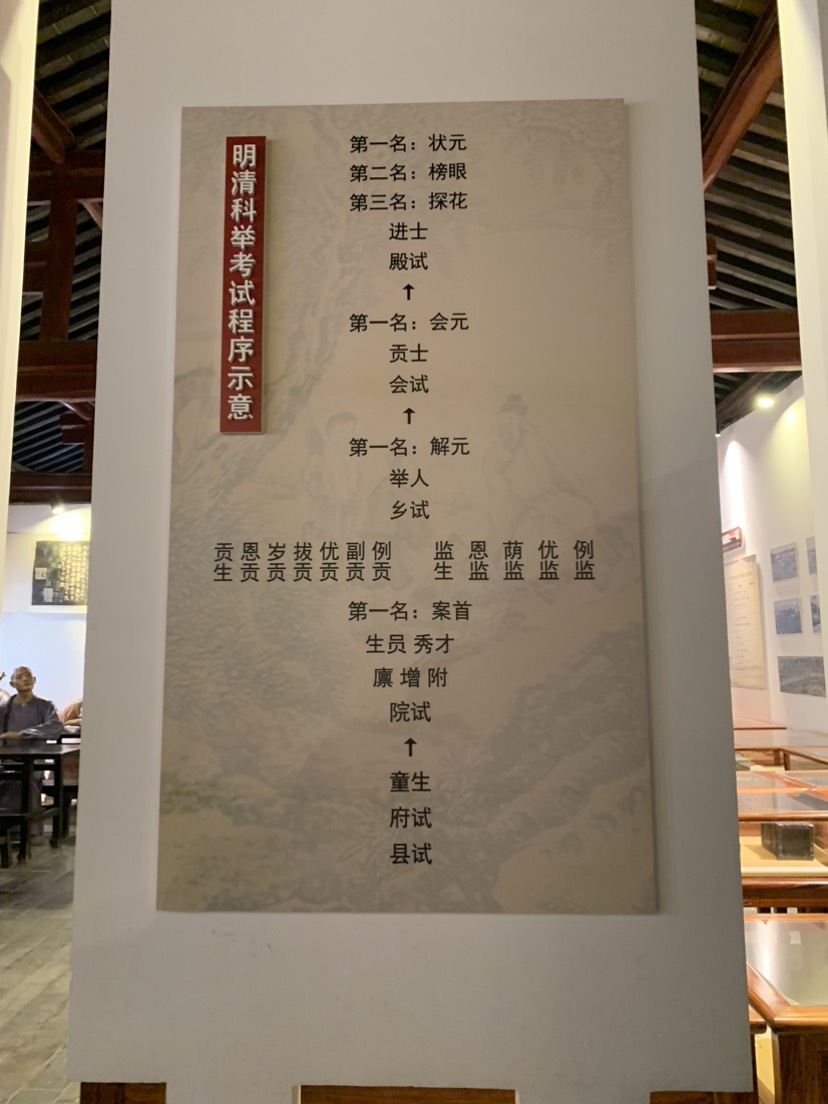 明清科举考试程序示意
第一名：状元
第二名：榜眼
第三名：探花
进士
殿试
↑
第一名：会元
贡士
会试
↑
第一名：解元
举人
乡试
贡生 恩贡 岁贡 拔贡 优贡 副贡 例贡 监生 恩监 荫监 优监 例监
第一名：案首
生员 秀才
廪 增 附
院试
↑
童生
府试
县试